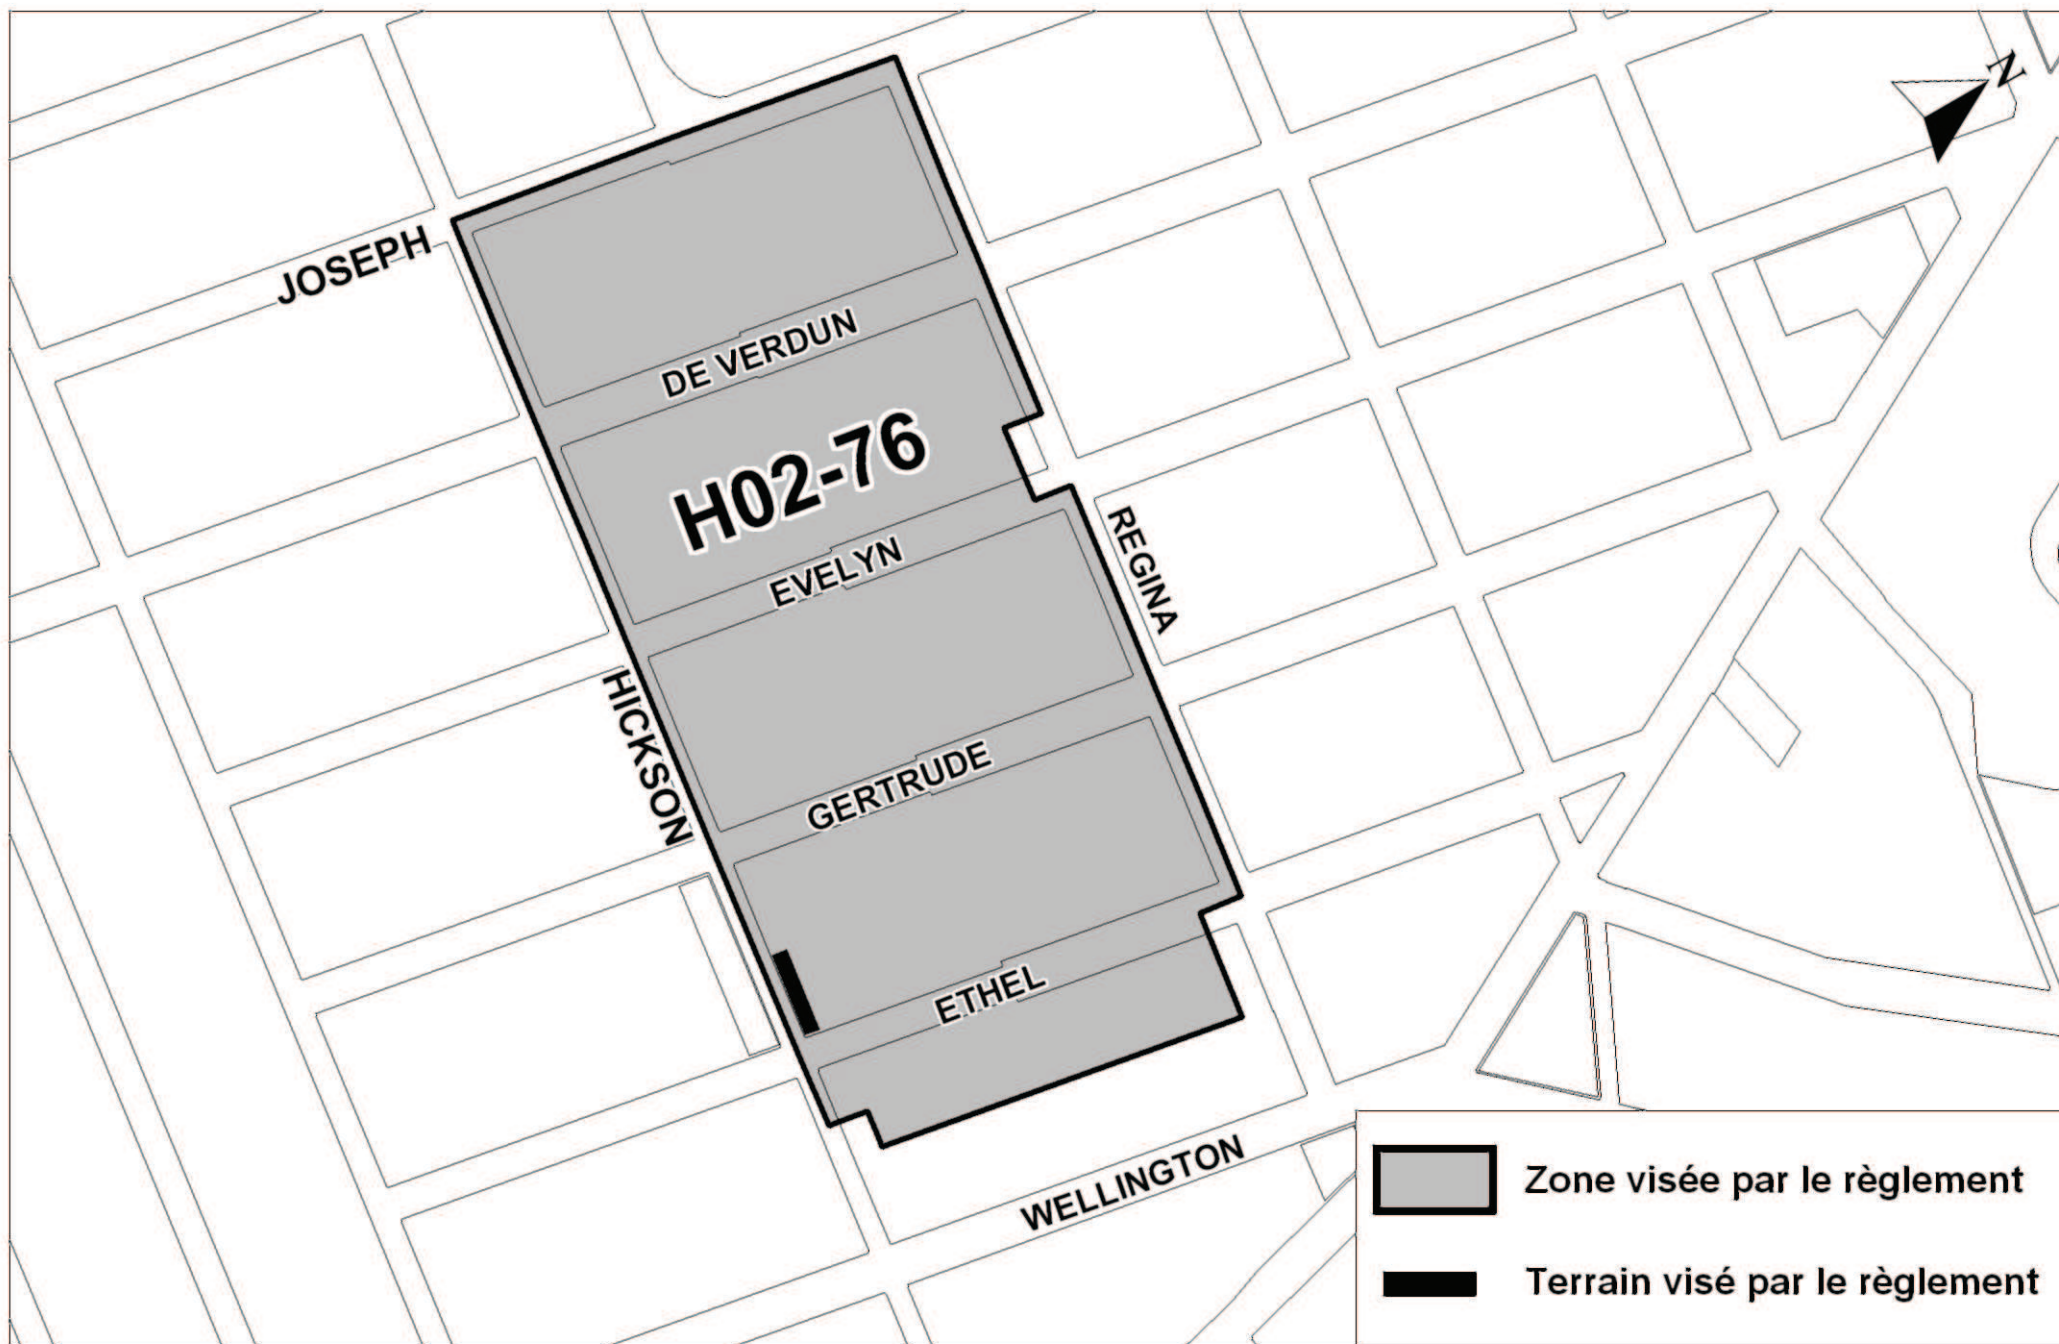 N
JOSEPH
DE VERDUN
H02-76
EVELYN
REGINA
HICKSON
GERTRUDE
ETHEL
WELLINGTON
Zone visée par le règlement
Terrain visé par le règlement